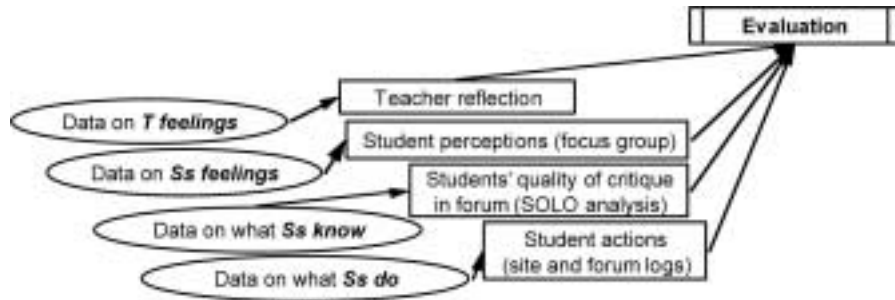 Evaluation
Teacher reflection
Data on T feelings
Student perceptions (focus group)
Data on Ss feelings
Students' quality of critique
in forum (SOLO analysis)
Data on what Ss know
Student actions
(site and forum logs)
Data on what Ss do